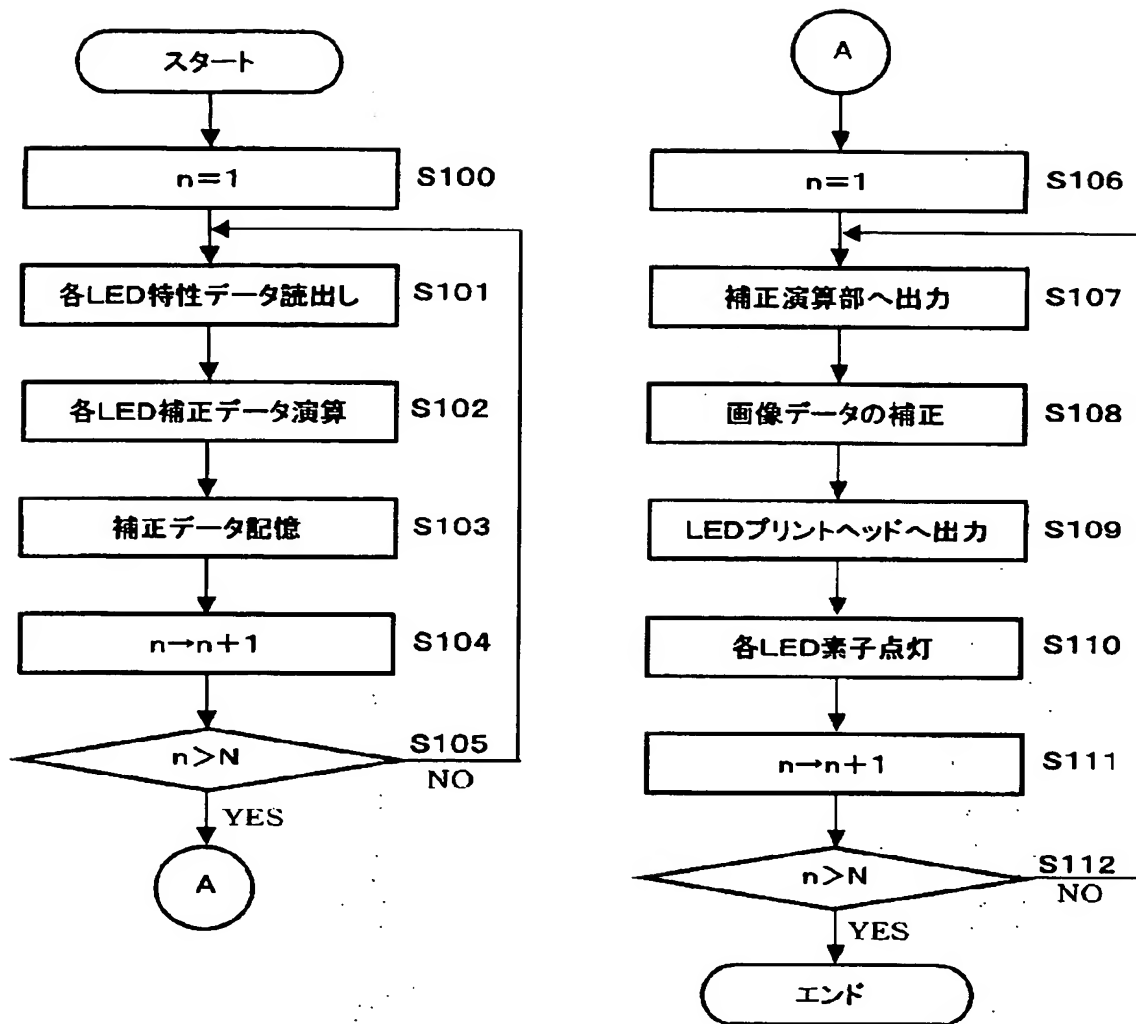 スタート
n=1 S100
各LED特性データ読出し S101
各LED補正データ演算 S102
補正データ記憶 S103
n→n+1 S104
n>N S105
NO
YES
A
A
n=1 S106
補正演算部へ出力 S107
画像データの補正 S108
LEDプリントヘッドへ出力 S109
各LED素子点灯 S110
n→n+1 S111
n>N S112
NO
YES
エンド